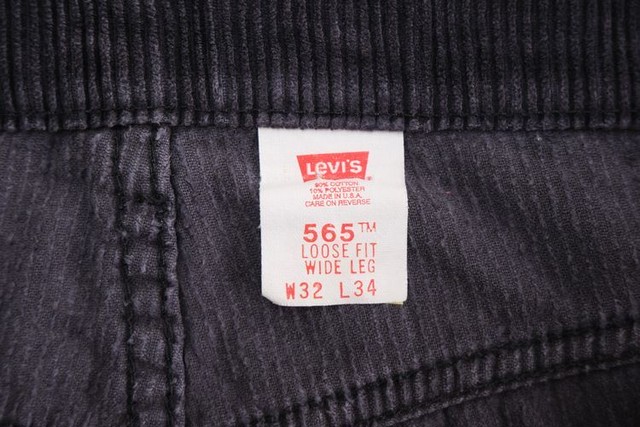 LEVI'S ®
90% COTTON
10% POLYESTER
MADE IN U.S.A.
CARE ON REVERSE
565™
LOOSE FIT
WIDE LEG
W32 L34